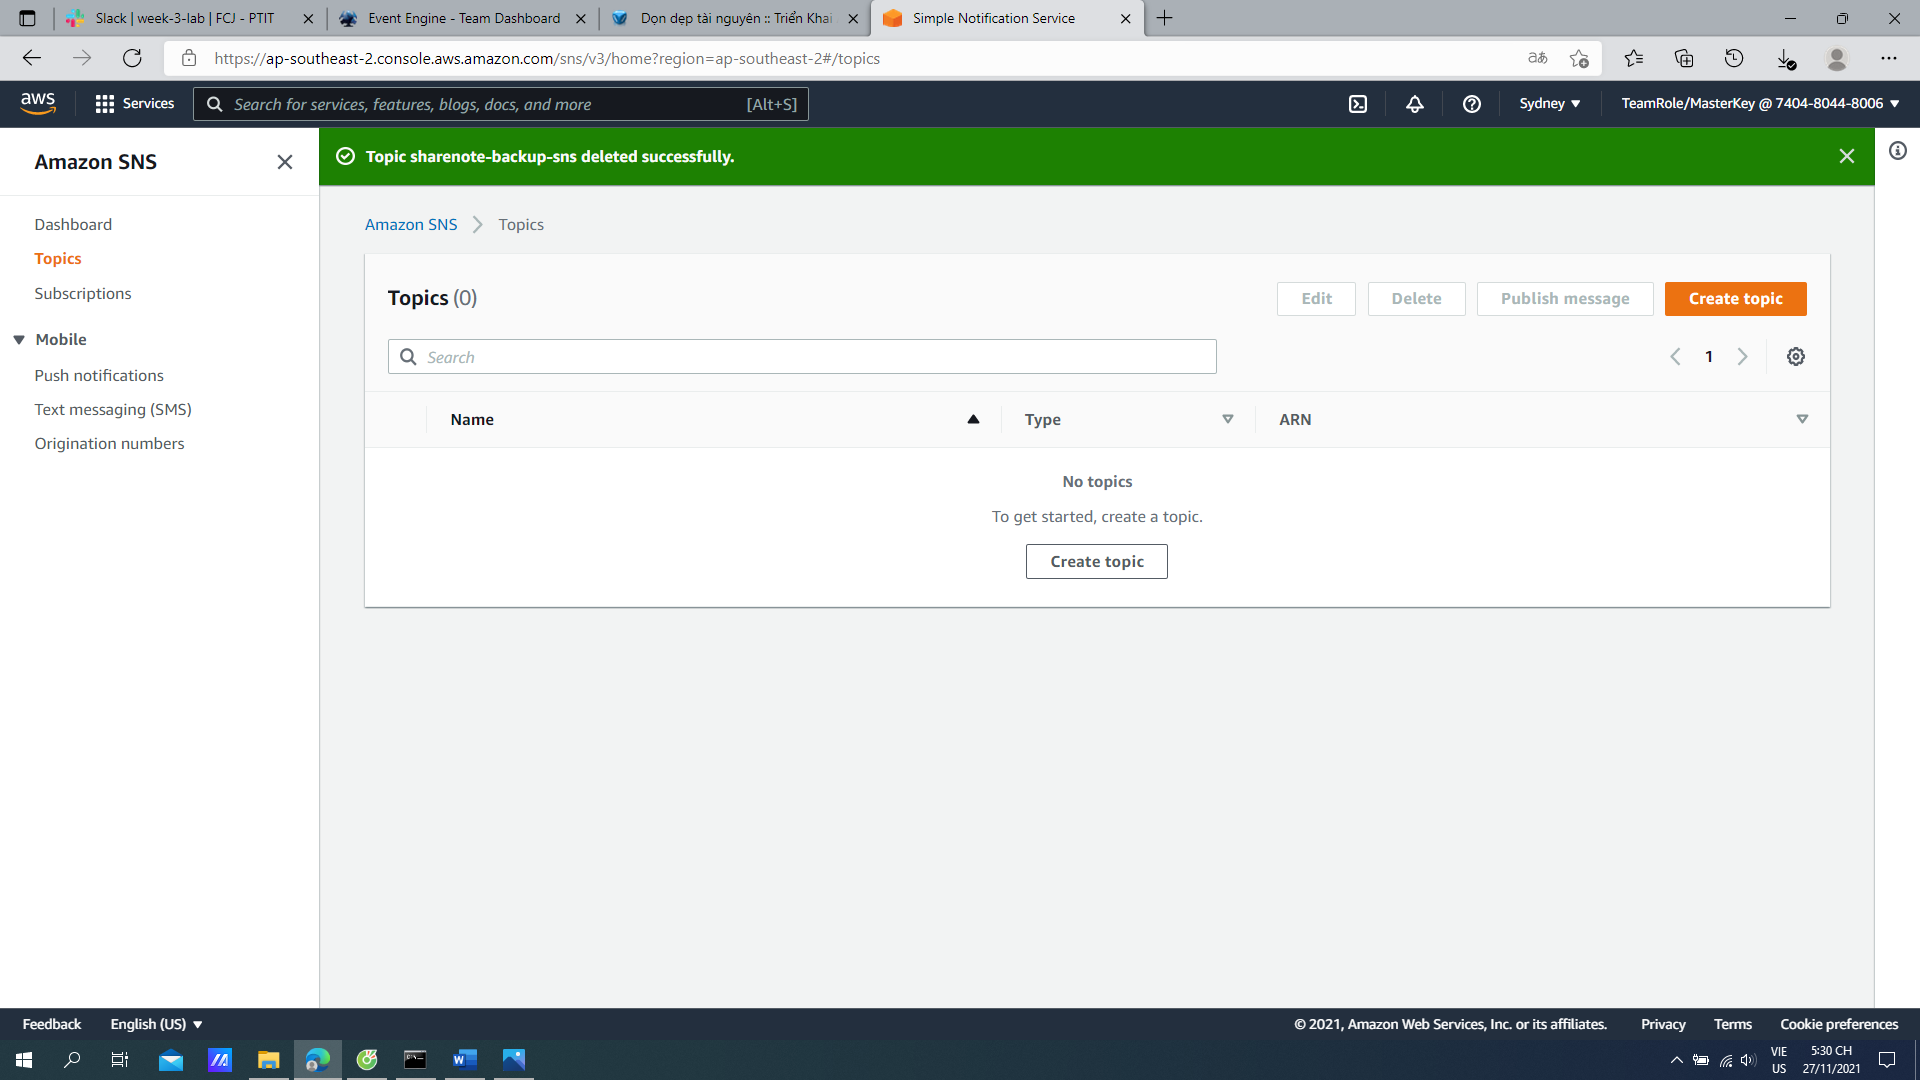 Slack | week-3-lab | FCJ - PTIT
Event Engine - Team Dashboard
Dọn dẹp tài nguyên :: Triển Khai
Simple Notification Service
https://ap-southeast-2.console.aws.amazon.com/sns/v3/home?region=ap-southeast-2#/topics
aあ
aws
Services
Search for services, features, blogs, docs, and more
[Alt+S]
Sydney
TeamRole/MasterKey @ 7404-8044-8006
Amazon SNS
Topic sharenote-backup-sns deleted successfully.
Dashboard
Topics
Subscriptions
Mobile
Push notifications
Text messaging (SMS)
Origination numbers
Amazon SNS
Topics
Topics (0)
Edit
Delete
Publish message
Create topic
Search
1
Name
Type
ARN
No topics
To get started, create a topic.
Create topic
Feedback
English (US)
© 2021, Amazon Web Services, Inc. or its affiliates.
Privacy
Terms
Cookie preferences
VIE
US
5:30 CH
27/11/2021